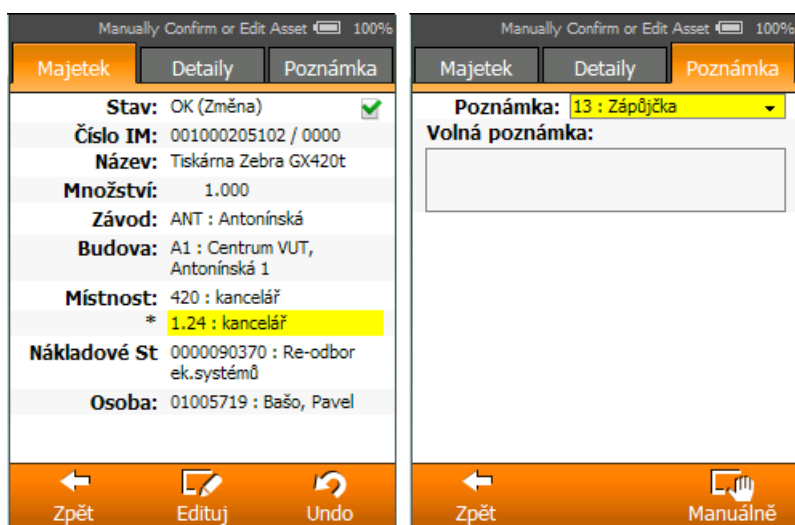 Manually Confirm or Edit Asset 100%
Majetek Detaily Poznámka
Stav: OK (Změna)
Číslo IM: 001000205102 / 0000
Název: Tiskárna Zebra GX420t
Množství: 1.000
Závod: ANT : Antonínská
Budova: A1 : Centrum VUT,
Antonínská 1
Místnost: 420 : kancelář
* 1.24 : kancelář
Nákladové St 0000090370 : Re-odbor
ek.systémů
Osoba: 01005719 : Bašo, Pavel
Zpět Edituj Undo
Manually Confirm or Edit Asset 100%
Majetek Detaily Poznámka
Poznámka: 13 : Zápůjčka
Volná poznámka:
Zpět Manuálně